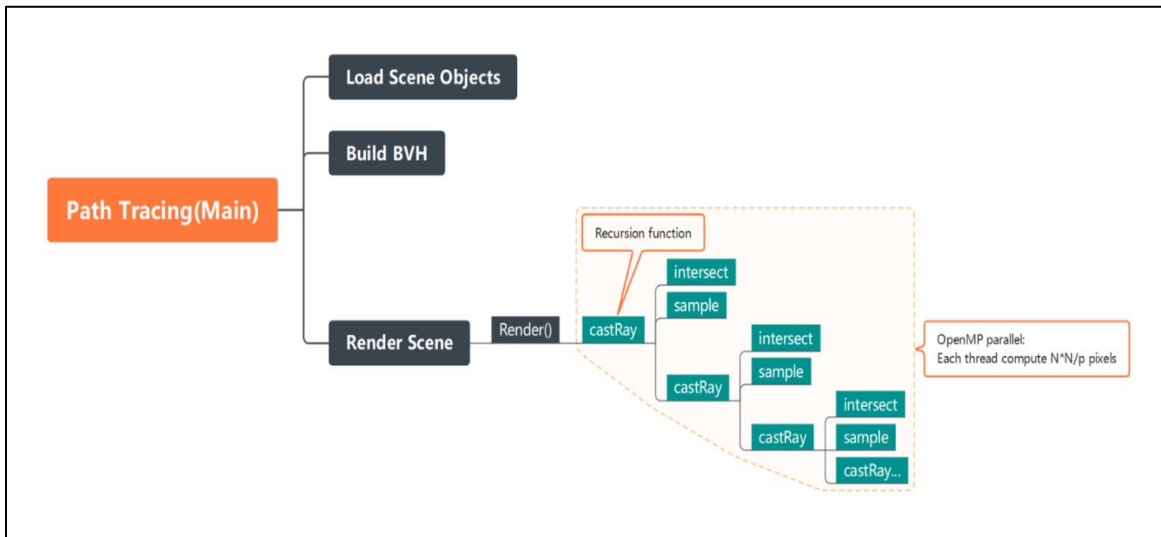 Load Scene Objects
Build BVH
Path Tracing(Main)
Recursion function
intersect
sample
Render Scene
Render()
castRay
intersect
sample
castRay
OpenMP parallel:
Each thread compute N*N/p pixels
intersect
sample
castRay
castRay...